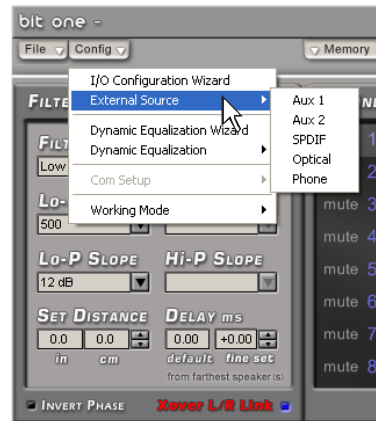 bit one -
File Config Memory
I/O Configuration Wizard
External Source
Dynamic Equalization Wizard
Dynamic Equalization
Com Setup
Working Mode
Aux 1
Aux 2
SPDIF
Optical
Phone
Low
500
Lo-P Slope Hi-P Slope
12 dB
Set Distance Delay ms
0.0 0.0 0.00 +0.00
in cm default fine set
from farthest speaker(s)
Invert Phase Xover L/R Link
1
2
mute 3
mute 4
mute 5
mute 6
mute 7
mute 8